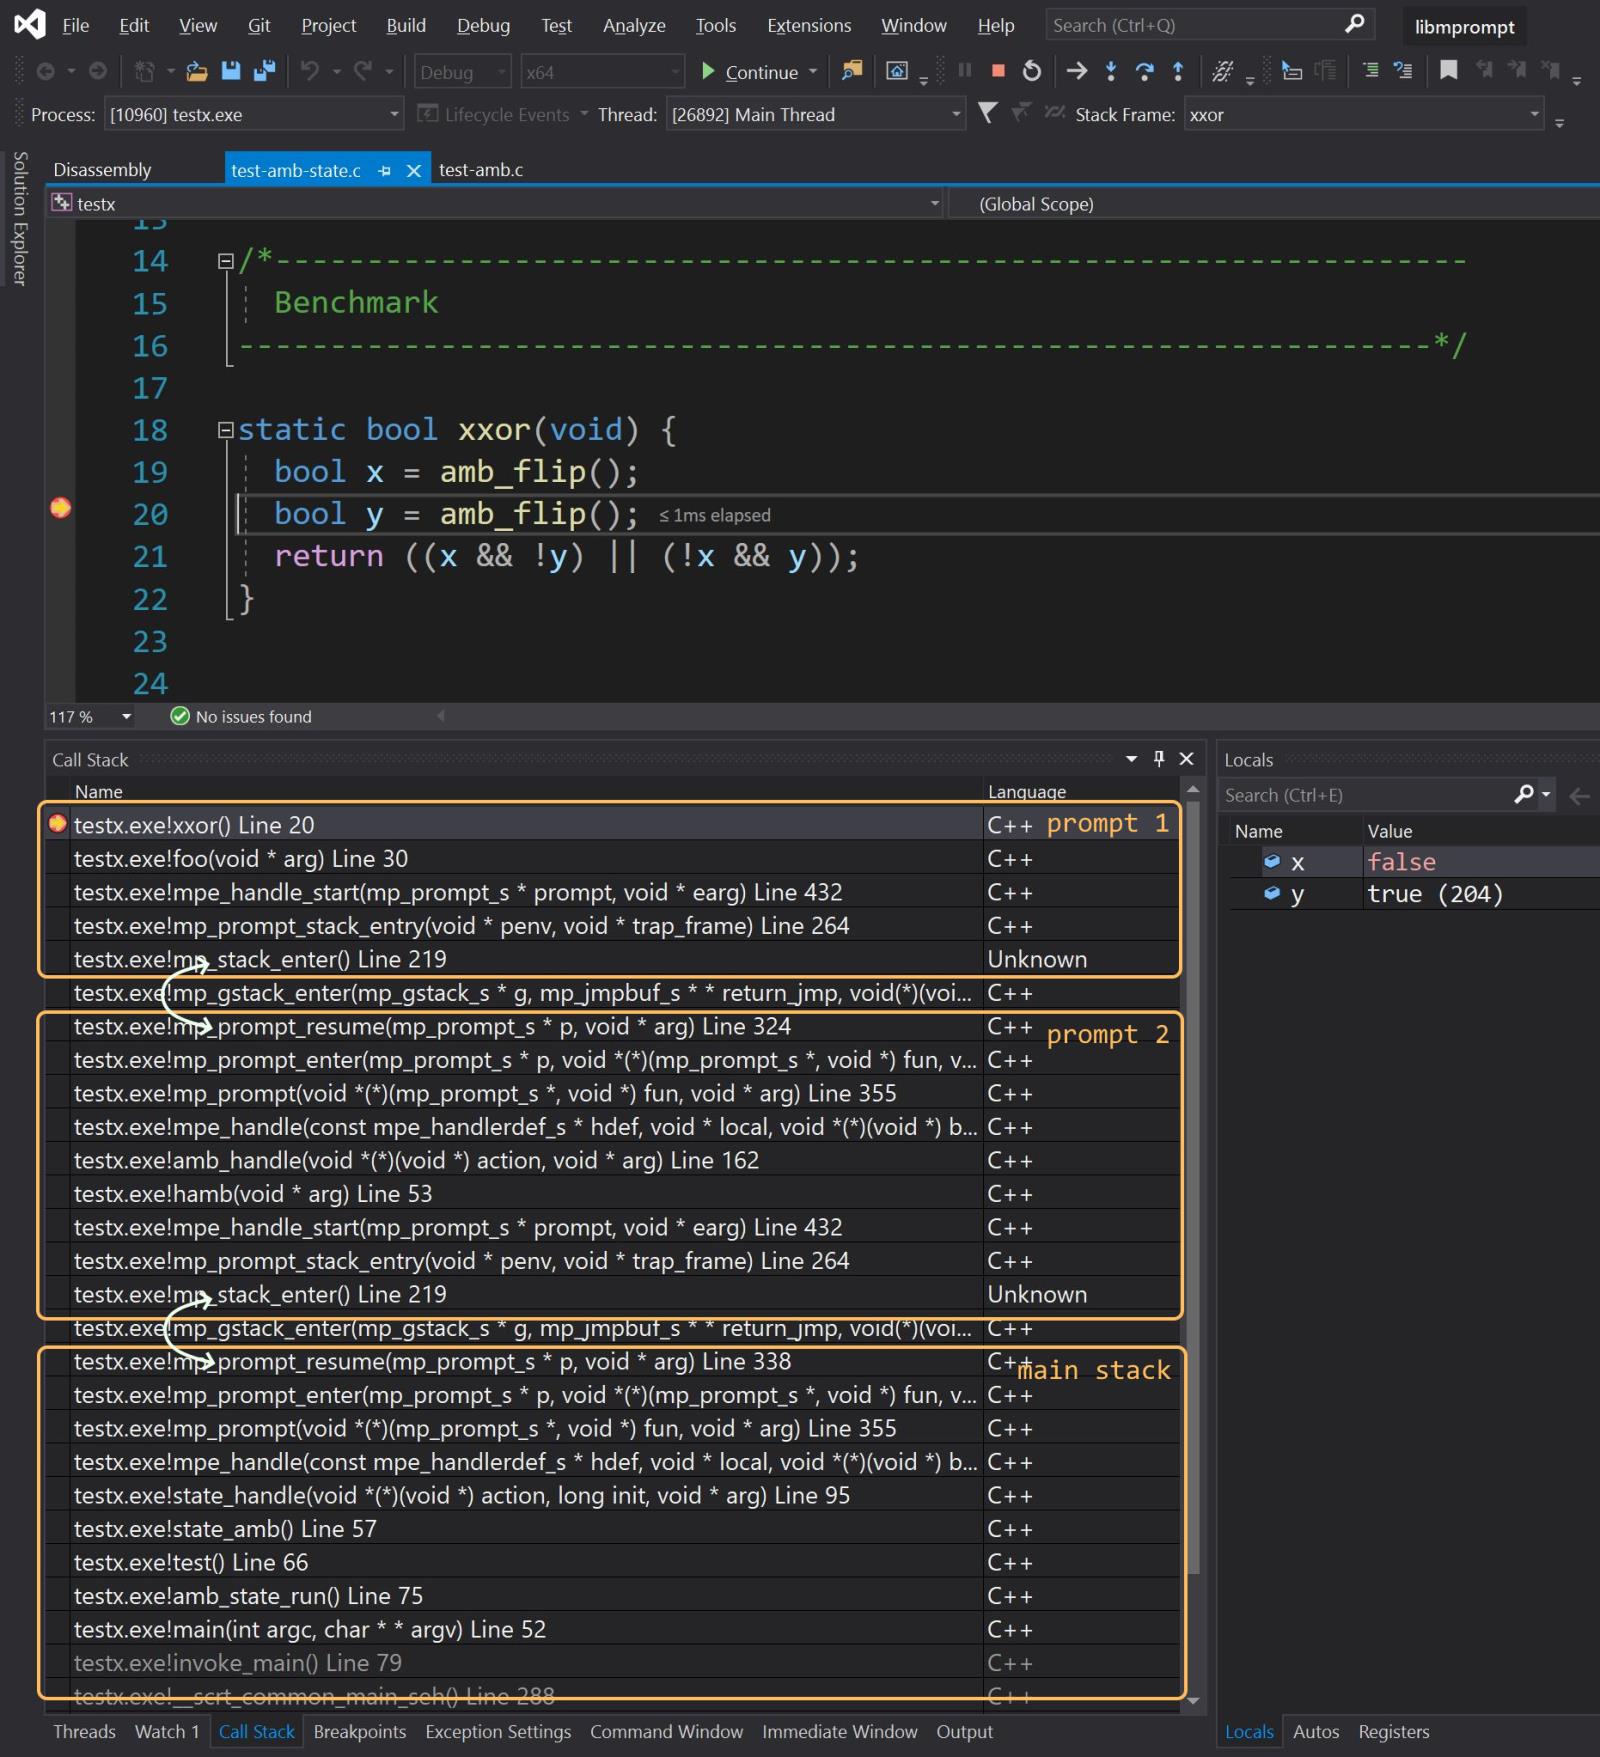 File Edit View Git Project Build Debug Test Analyze Tools Extensions Window Help Search (Ctrl+Q) libmprompt
Debug x64 Continue
Process: [10960] testx.exe Lifecycle Events Thread: [26892] Main Thread Stack Frame: xxor
Solution Explorer
Disassembly test-amb-state.c test-amb.c
testx (Global Scope)
14 /*------------------------------------------------------------------
15 Benchmark
16 ------------------------------------------------------------------*/
17
18 static bool xxor(void) {
19 bool x = amb_flip();
20 bool y = amb_flip(); ≤ 1ms elapsed
21 return ((x && !y) || (!x && y));
22 }
23
24
117 % No issues found
Call Stack
Name Language
testx.exe!xxor() Line 20 C++ prompt 1
testx.exe!foo(void * arg) Line 30 C++
testx.exe!mpe_handle_start(mp_prompt_s * prompt, void * earg) Line 432 C++
testx.exe!mp_prompt_stack_entry(void * penv, void * trap_frame) Line 264 C++
testx.exe!mp_stack_enter() Line 219 Unknown
testx.exe!mp_gstack_enter(mp_gstack_s * g, mp_jmpbuf_s * * return_jmp, void(*)(voi... C++
testx.exe!mp_prompt_resume(mp_prompt_s * p, void * arg) Line 324 C++ prompt 2
testx.exe!mp_prompt_enter(mp_prompt_s * p, void *(*)(mp_prompt_s *, void *) fun, v... C++
testx.exe!mp_prompt(void *(*)(mp_prompt_s *, void *) fun, void * arg) Line 355 C++
testx.exe!mpe_handle(const mpe_handlerdef_s * hdef, void * local, void *(*)(void *) b... C++
testx.exe!amb_handle(void *(*)(void *) action, void * arg) Line 162 C++
testx.exe!hamb(void * arg) Line 53 C++
testx.exe!mpe_handle_start(mp_prompt_s * prompt, void * earg) Line 432 C++
testx.exe!mp_prompt_stack_entry(void * penv, void * trap_frame) Line 264 C++
testx.exe!mp_stack_enter() Line 219 Unknown
testx.exe!mp_gstack_enter(mp_gstack_s * g, mp_jmpbuf_s * * return_jmp, void(*)(voi... C++
testx.exe!mp_prompt_resume(mp_prompt_s * p, void * arg) Line 338 C++ main stack
testx.exe!mp_prompt_enter(mp_prompt_s * p, void *(*)(mp_prompt_s *, void *) fun, v... C++
testx.exe!mp_prompt(void *(*)(mp_prompt_s *, void *) fun, void * arg) Line 355 C++
testx.exe!mpe_handle(const mpe_handlerdef_s * hdef, void * local, void *(*)(void *) b... C++
testx.exe!state_handle(void *(*)(void *) action, long init, void * arg) Line 95 C++
testx.exe!state_amb() Line 57 C++
testx.exe!test() Line 66 C++
testx.exe!amb_state_run() Line 75 C++
testx.exe!main(int argc, char * * argv) Line 52 C++
testx.exe!invoke_main() Line 79 C++
testx.exe!__scrt_common_main_seh() Line 288 C++
Threads Watch 1 Call Stack Breakpoints Exception Settings Command Window Immediate Window Output
Locals
Search (Ctrl+E)
Name Value
x false
y true (204)
Locals Autos Registers